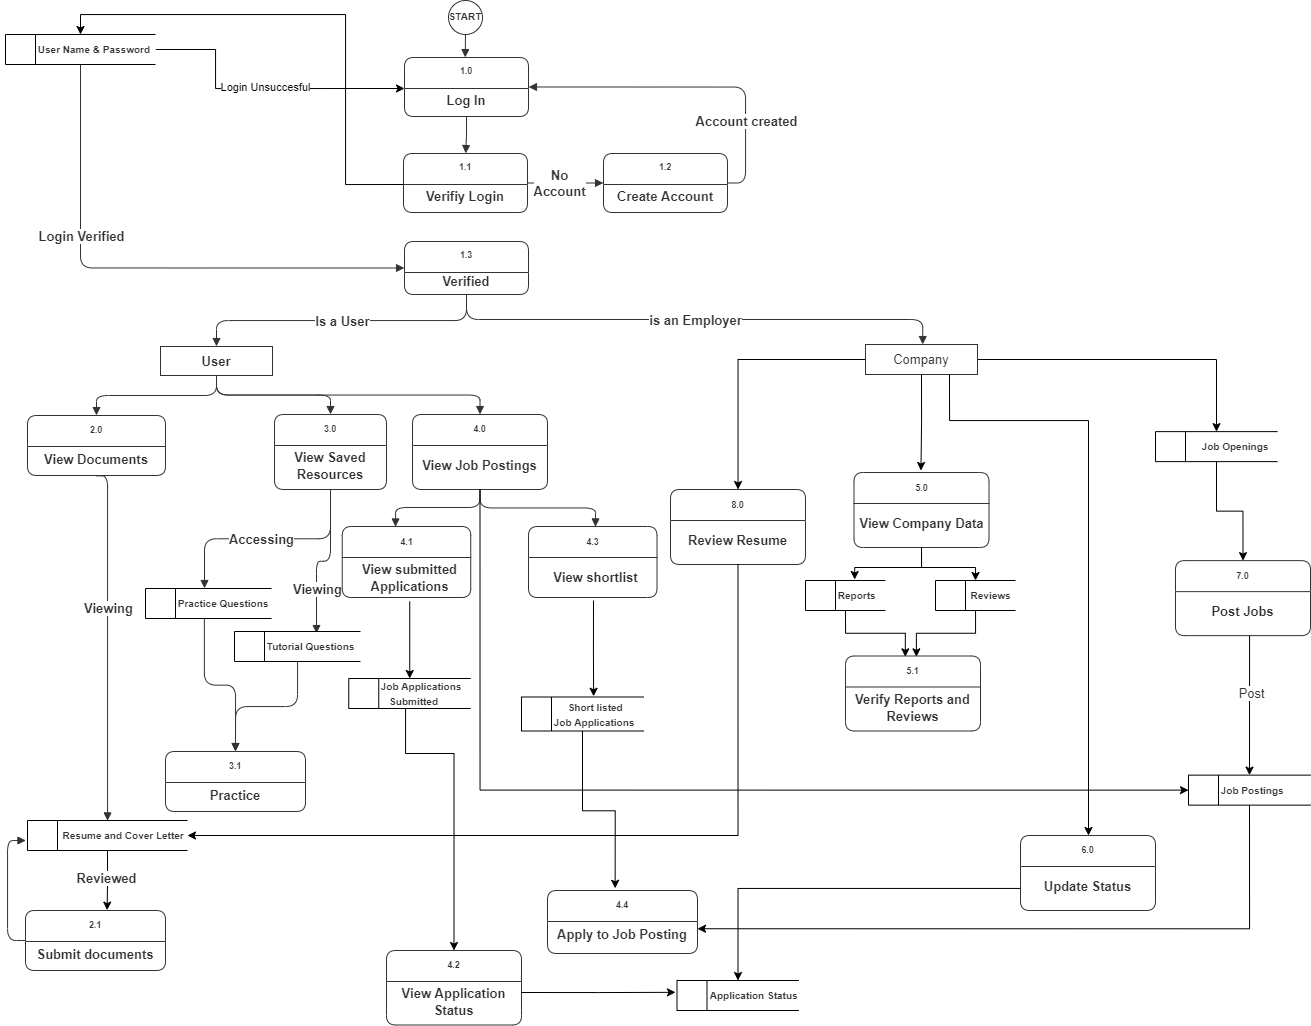 START
User Name & Password
1.0
Login Unsuccesful
Log In
Account created
1.1
Verifiy Login
No
Account
1.2
Create Account
Login Verified
1.3
Verified
Is a User
is an Employer
User
Company
2.0
View Documents
3.0
View Saved
Resources
4.0
View Job Postings
Job Openings
5.0
View Company Data
8.0
Review Resume
Accessing
4.1
View submitted
Applications
4.3
View shortlist
7.0
Post Jobs
Viewing
Viewing
Practice Questions
Reports
Reviews
Tutorial Questions
5.1
Verify Reports and
Reviews
Job Applications
Submitted
Short listed
Job Applications
Post
3.1
Practice
Job Postings
Resume and Cover Letter
6.0
Update Status
Reviewed
2.1
Submit documents
4.4
Apply to Job Posting
4.2
View Application
Status
Application Status